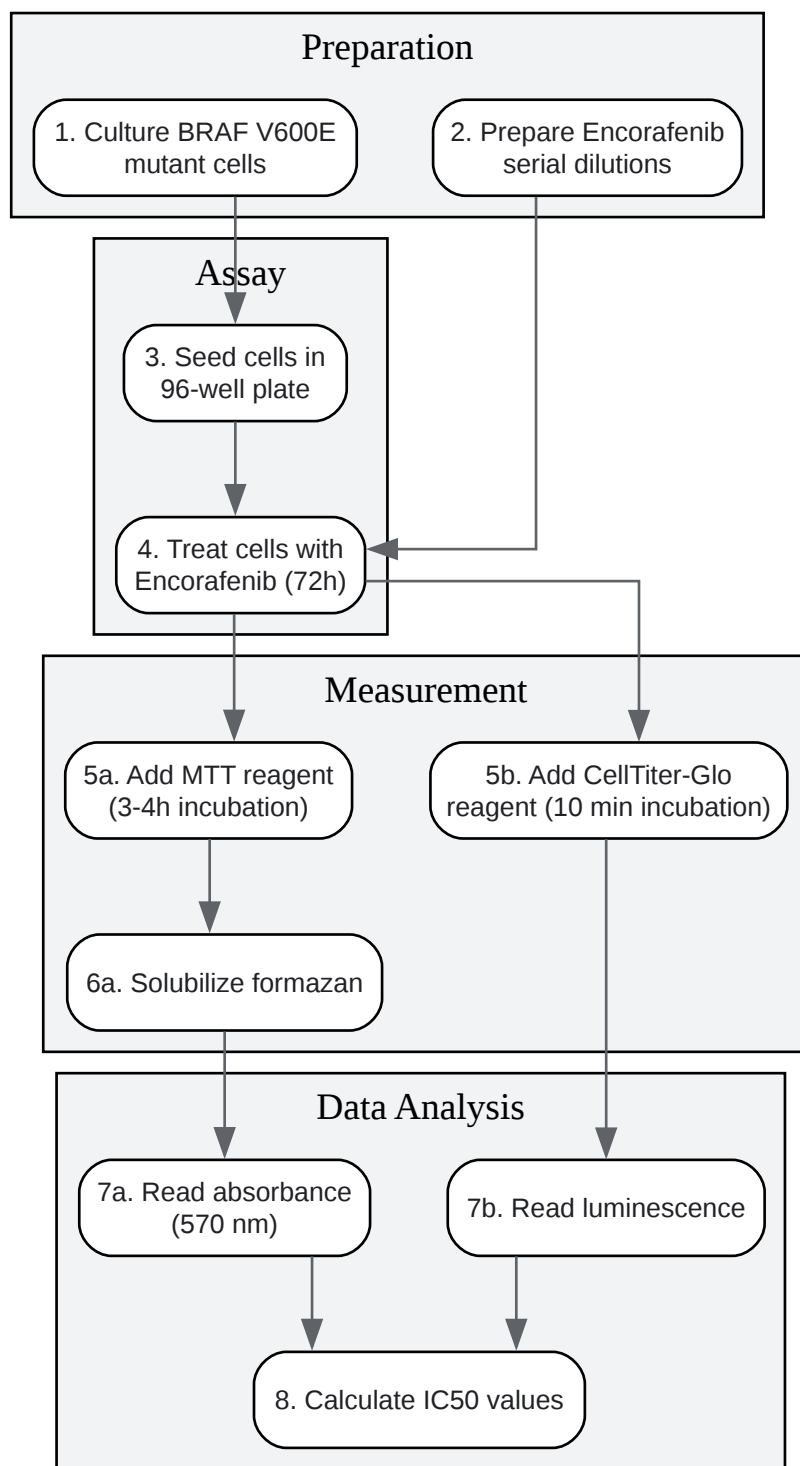 Preparation
1. Culture BRAF V600E
mutant cells
2. Prepare Encorafenib
serial dilutions
Assay
3. Seed cells in
96-well plate
4. Treat cells with
Encorafenib (72h)
Measurement
5a. Add MTT reagent
(3-4h incubation)
5b. Add CellTiter-Glo
reagent (10 min incubation)
6a. Solubilize formazan
Data Analysis
7a. Read absorbance
(570 nm)
7b. Read luminescence
8. Calculate IC50 values